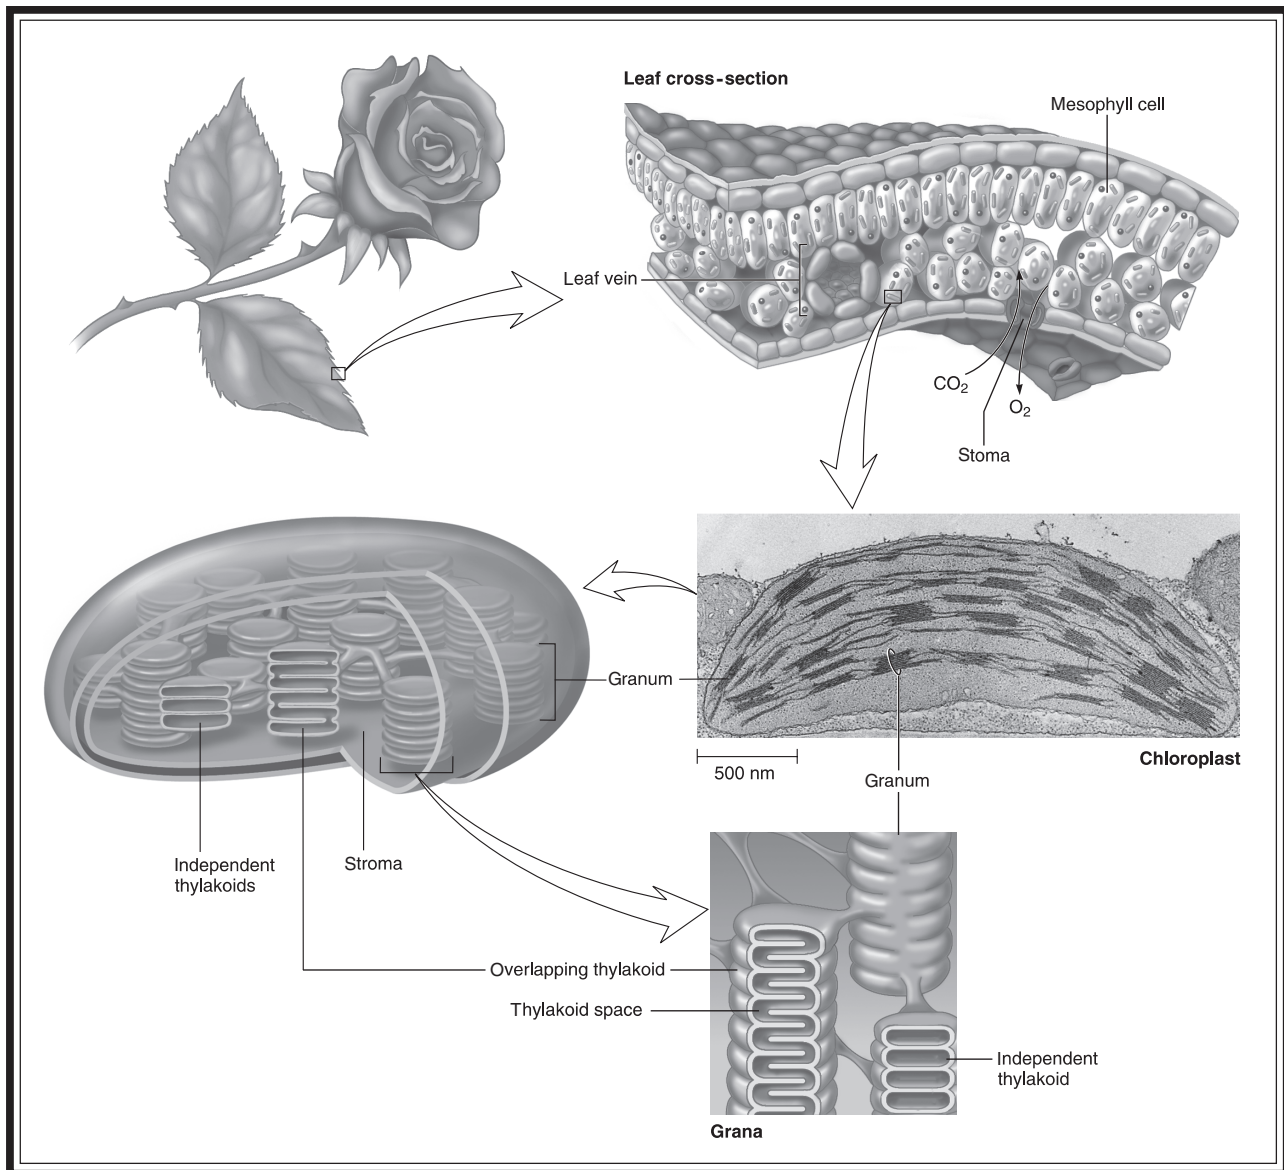 Leaf cross-section
Mesophyll cell
Leaf vein
CO₂
O₂
Stoma
Granum
500 nm
Chloroplast
Granum
Independent
thylakoids
Stroma
Overlapping thylakoid
Thylakoid space
Independent
thylakoid
Grana